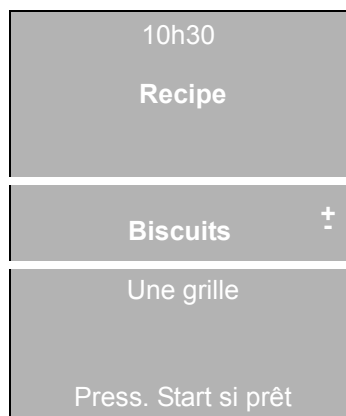 10h30
Recipe
Biscuits +
-
Une grille
Press. Start si prêt